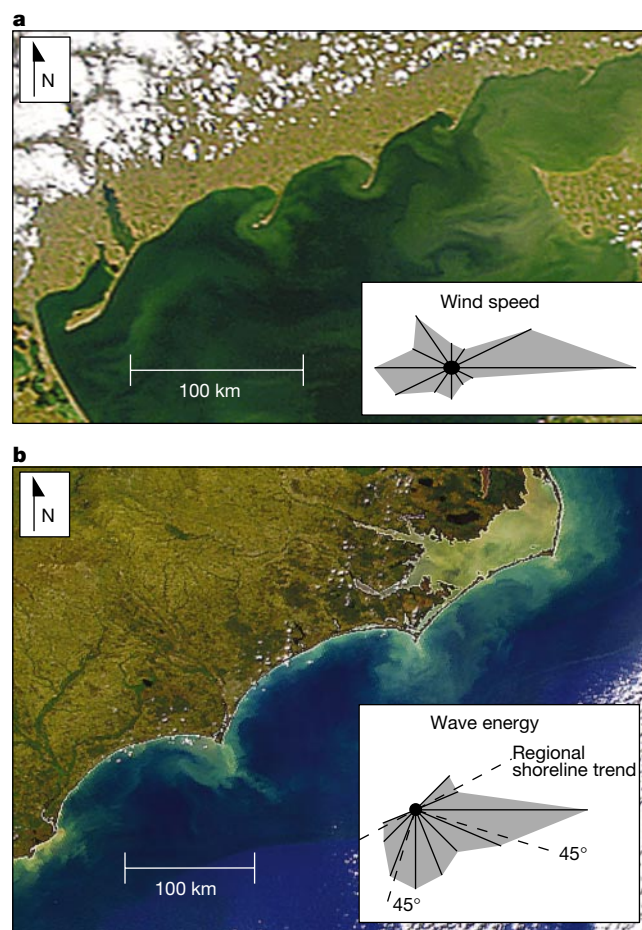 a
N
100 km
Wind speed
b
N
100 km
Wave energy
Regional
shoreline trend
45°
45°